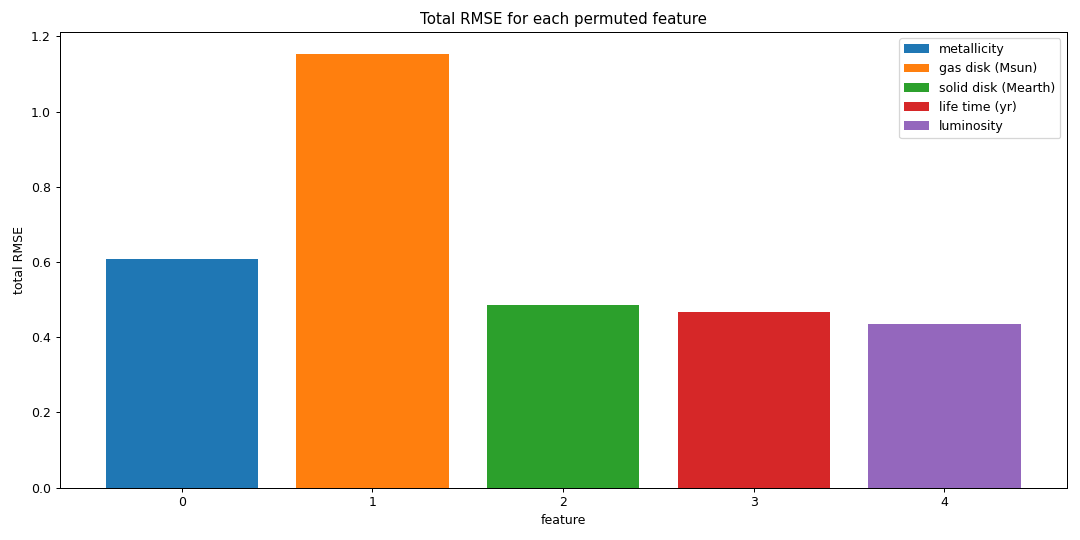 Total RMSE for each permuted feature
total RMSE
1.2
1.0
0.8
0.6
0.4
0.2
0.0
metallicity
gas disk (Msun)
solid disk (Mearth)
life time (yr)
luminosity
0 1 2 3 4
feature